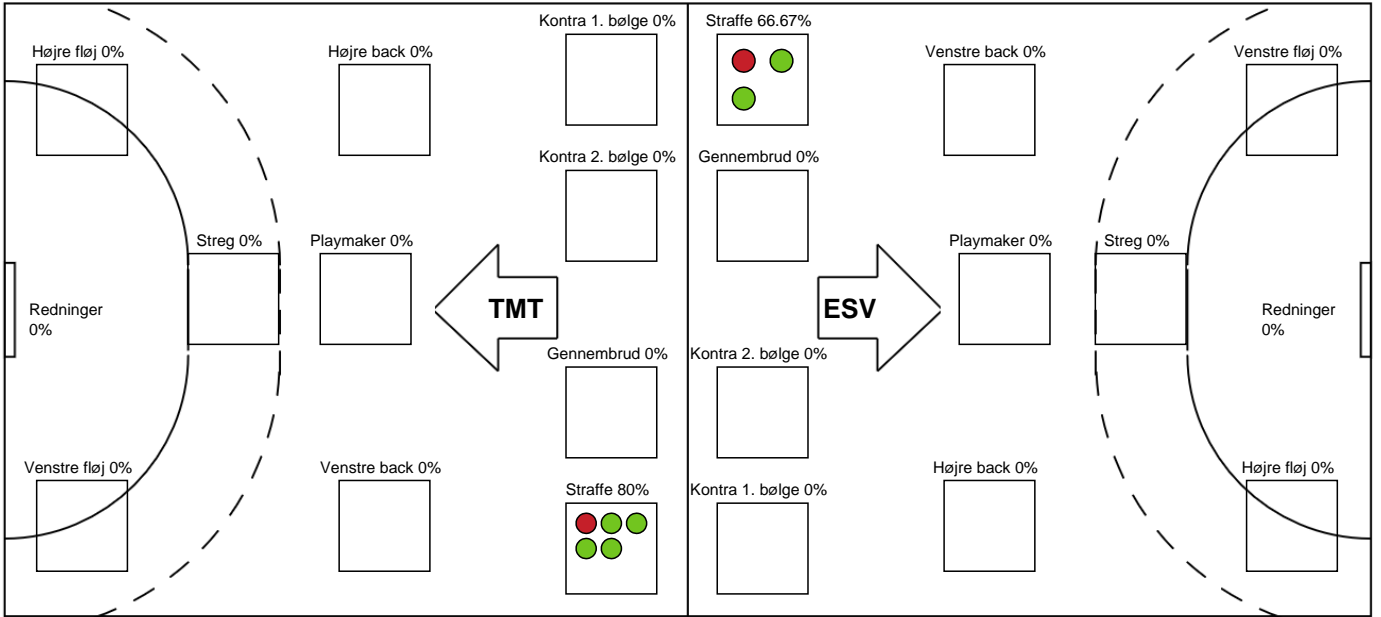 Kontra 1. bølge 0%
Straffe 66.67%
Højre fløj 0%
Højre back 0%
Venstre back 0%
Venstre fløj 0%
Kontra 2. bølge 0%
Gennembrud 0%
Streg 0%
Playmaker 0%
Playmaker 0%
Streg 0%
Redninger
0%
TMT
ESV
Redninger
0%
Gennembrud 0%
Kontra 2. bølge 0%
Venstre fløj 0%
Venstre back 0%
Højre back 0%
Højre fløj 0%
Straffe 80%
Kontra 1. bølge 0%